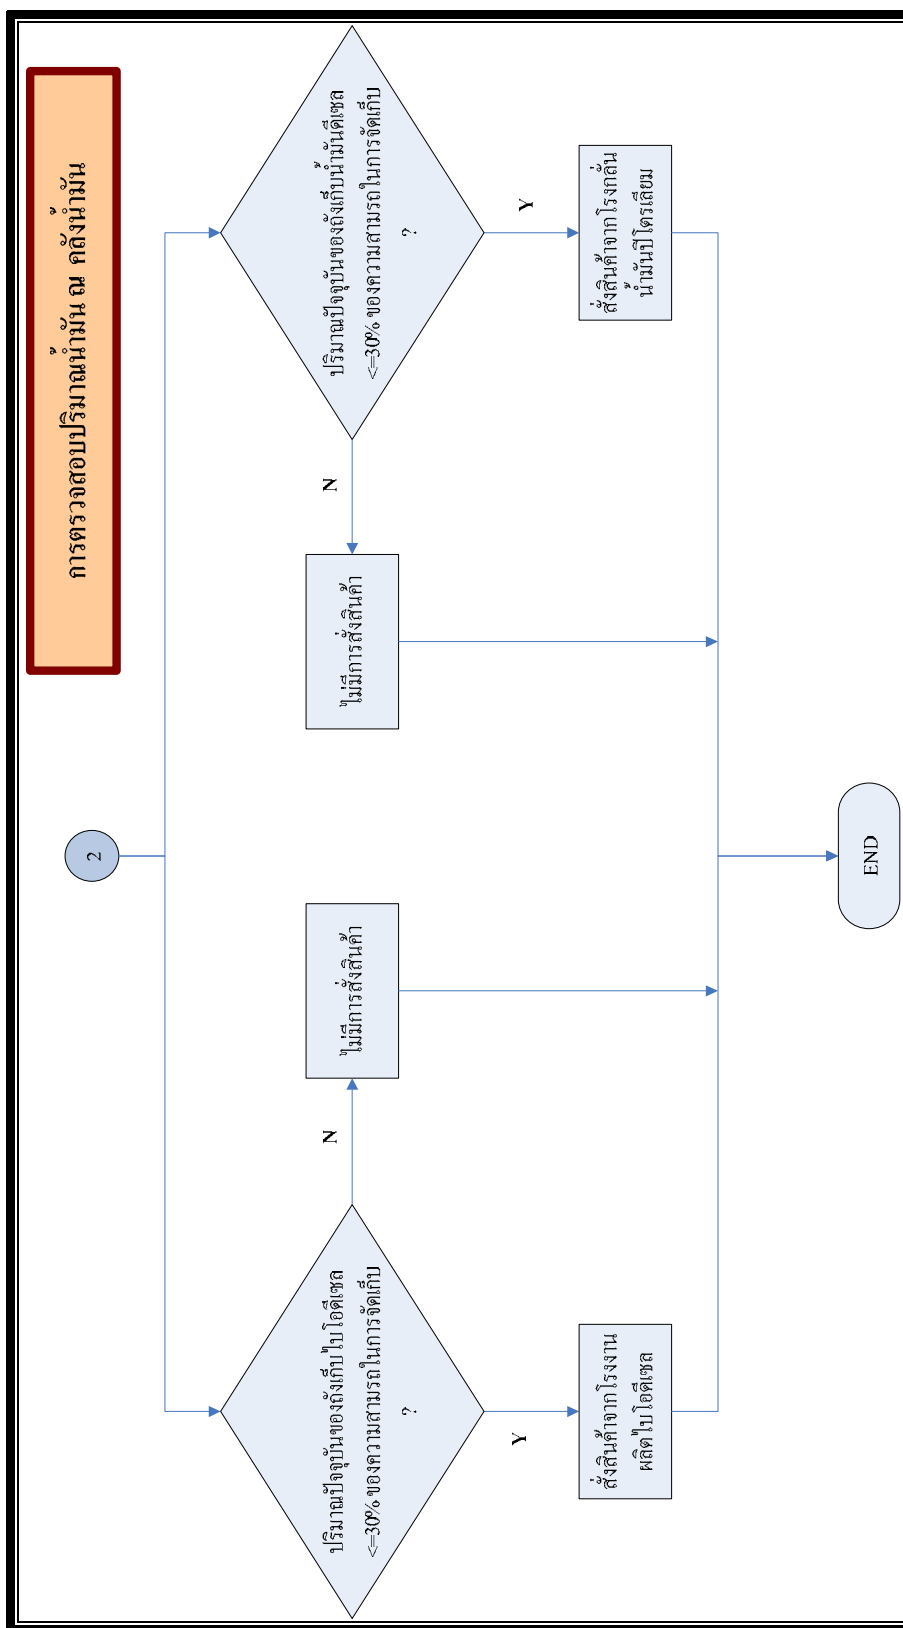 การตรวจสอบปริมาณน้ำมัน ณ คลังน้ำมัน
2
ปริมาณปัจจุบันของถังเก็บไบโอดีเซล
<=30% ของความสามารถในการจัดเก็บ
?
N
ไม่มีการสั่งสินค้า
Y
สั่งสินค้าจากโรงงาน
ผลิตไบโอดีเซล
ปริมาณปัจจุบันของถังเก็บน้ำมันดีเซล
<=30% ของความสามารถในการจัดเก็บ
?
N
ไม่มีการสั่งสินค้า
Y
สั่งสินค้าจากโรงกลั่น
น้ำมันปิโตรเลียม
END